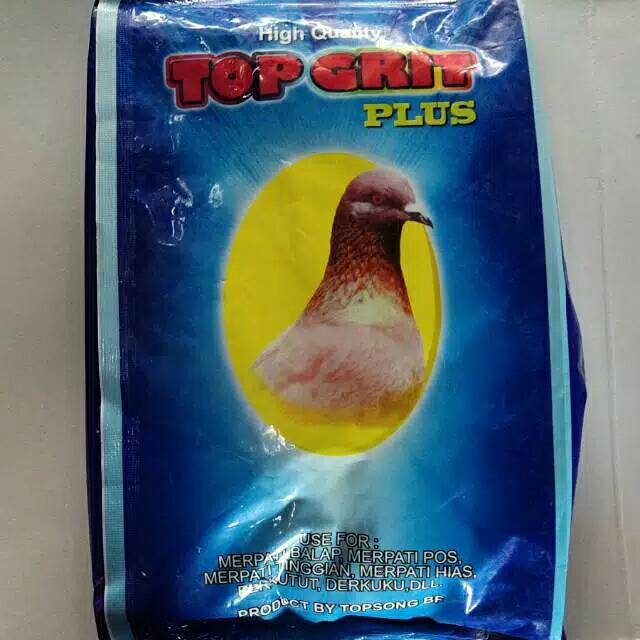 High Quality
TOP GRIT
PLUS
USE FOR :
MERPATI BALAP, MERPATI POS,
MERPATI TINGGIAN, MERPATI HIAS,
PERKUTUT, DERKUKU,DLL.
PRODUCT BY TOPSONG BF